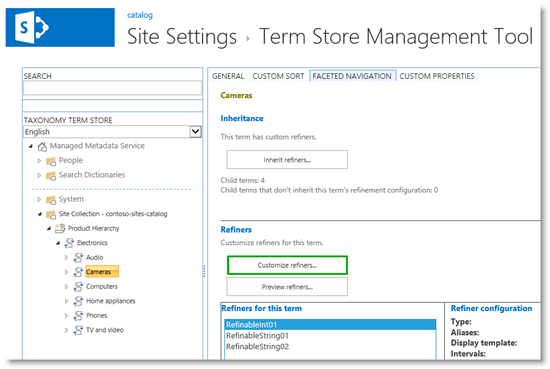 catalog
Site Settings › Term Store Management Tool
SEARCH
TAXONOMY TERM STORE
English
Managed Metadata Service
People
Search Dictionaries
System
Site Collection - contoso-sites-catalog
Product Hierarchy
Electronics
Audio
Cameras
Computers
Home appliances
Phones
TV and video
GENERAL
CUSTOM SORT
FACETED NAVIGATION
CUSTOM PROPERTIES
Cameras
Inheritance
This term has custom refiners.
Inherit refiners...
Child terms: 4
Child terms that don't inherit this term's refinement configuration: 0
Refiners
Customize refiners for this term.
Customize refiners...
Preview refiners...
Refiners for this term
RefinableInt01
RefinableString01
RefinableString02
Refiner configuration
Type:
Aliases:
Display template:
Intervals: